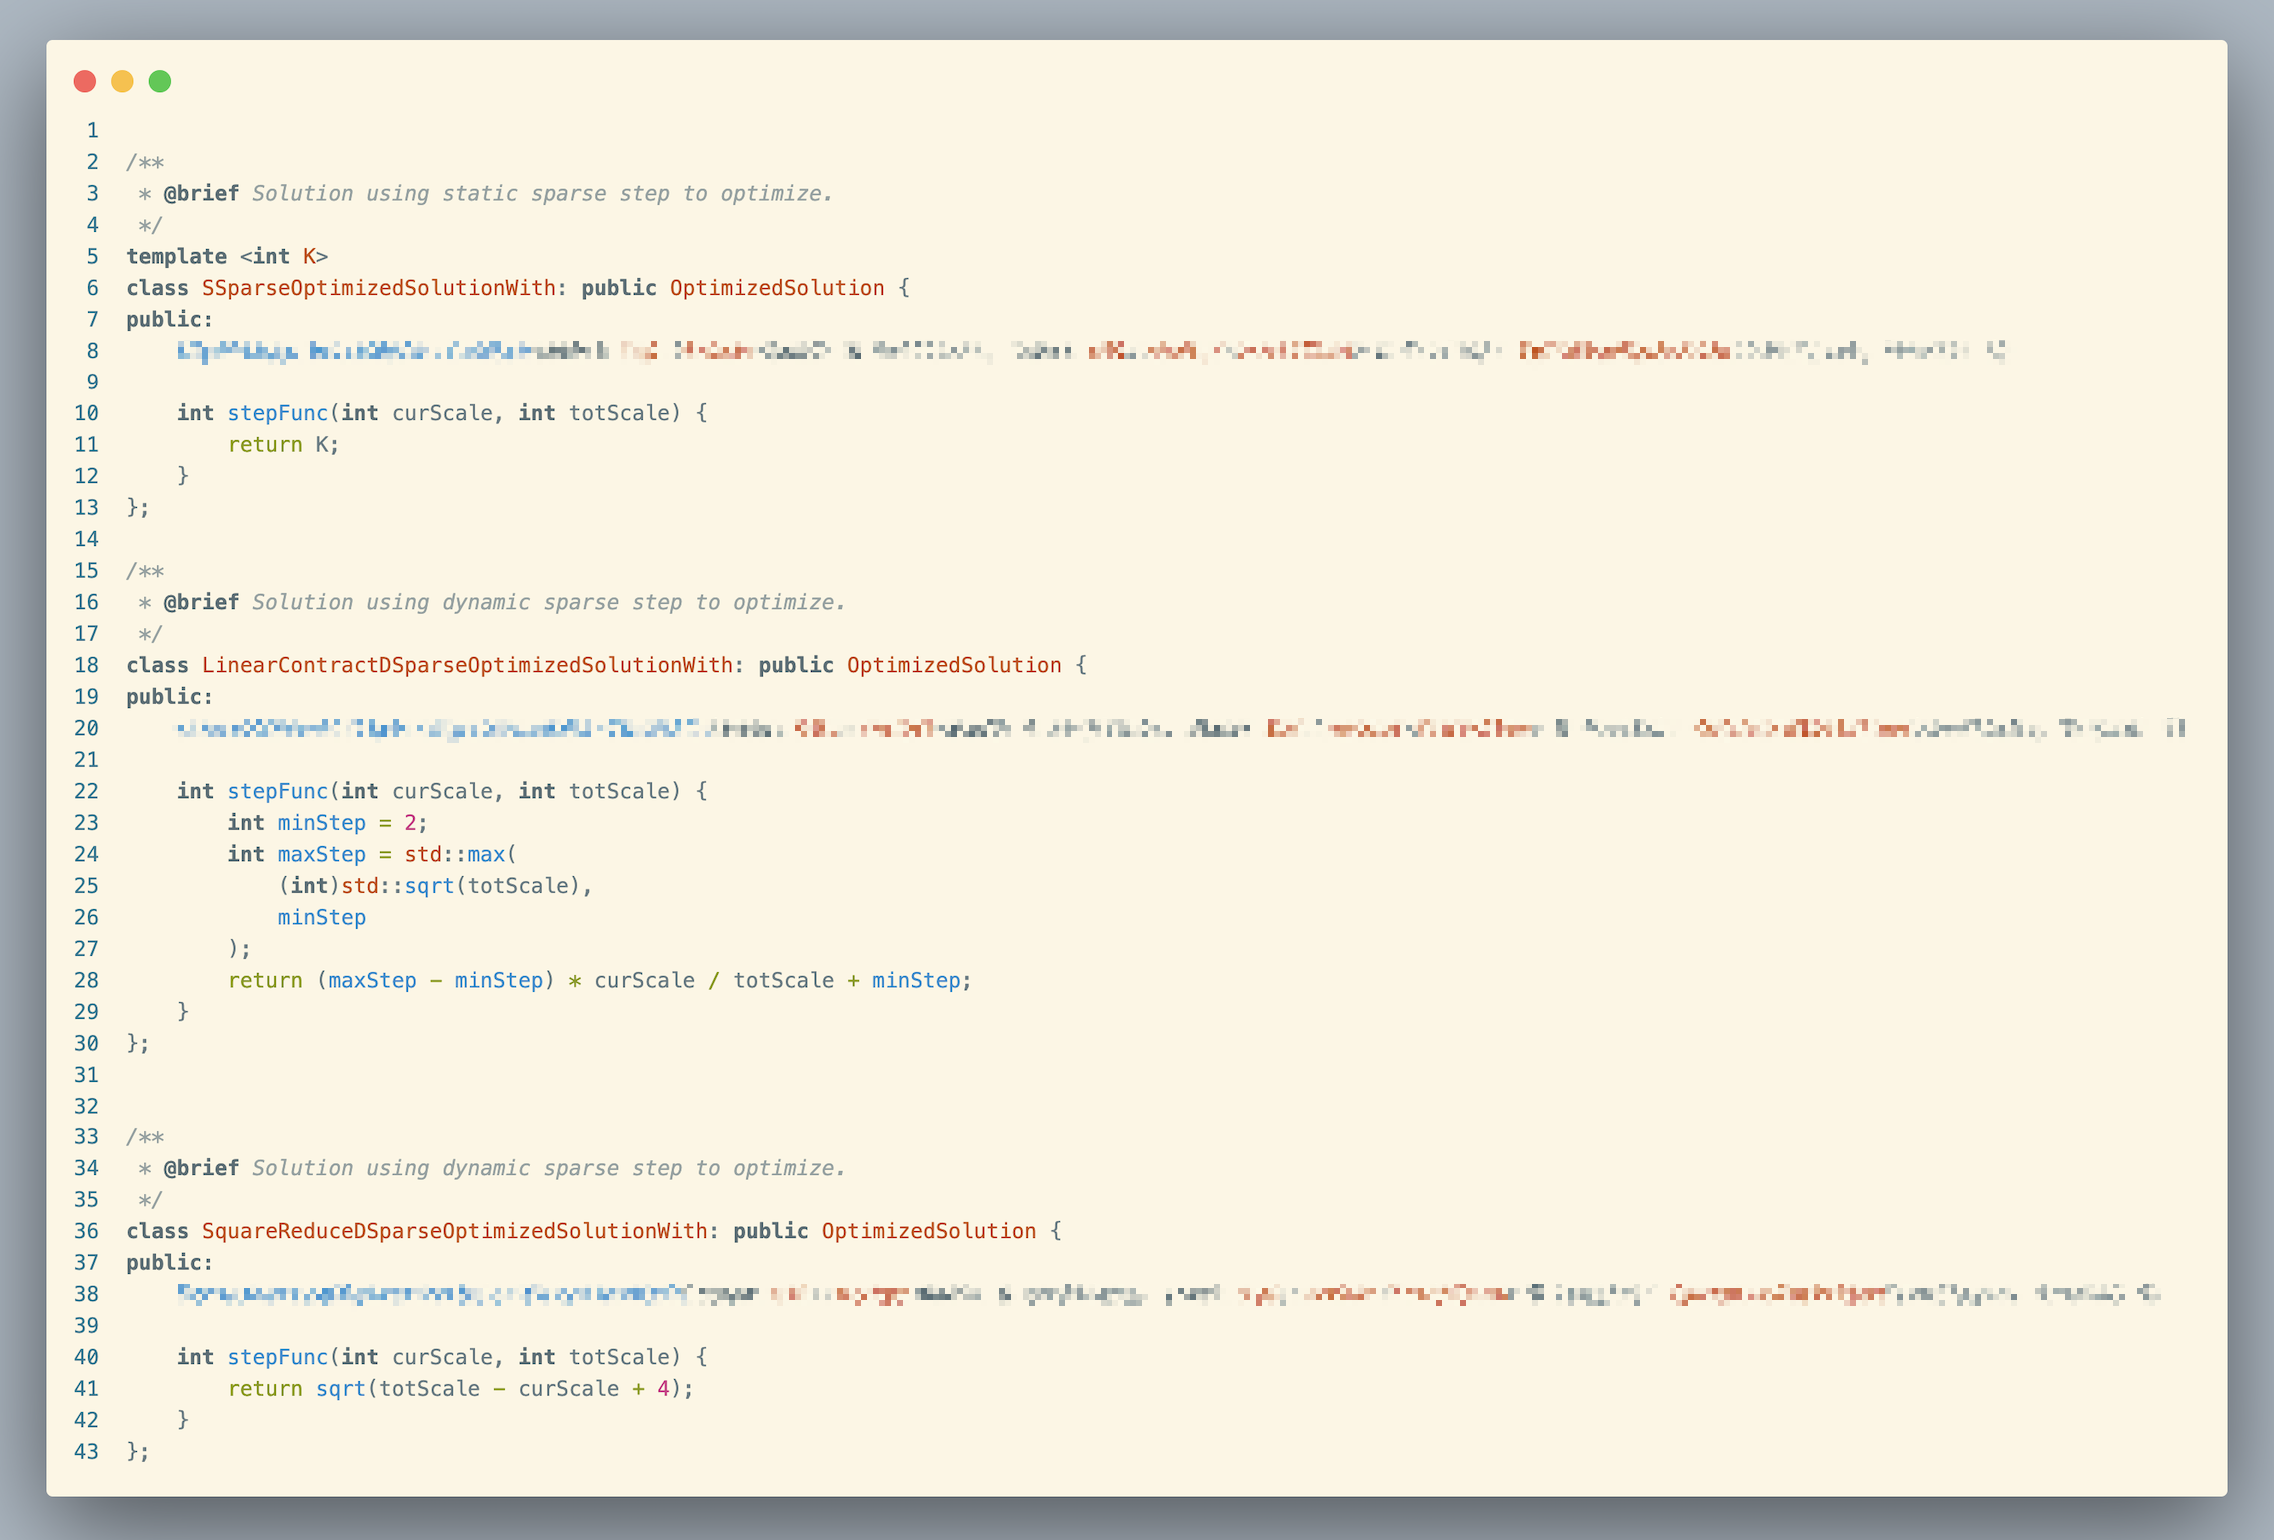 1
2 /**
3  * @brief Solution using static sparse step to optimize.
4  */
5 template <int K>
6 class SSparseOptimizedSolutionWith: public OptimizedSolution {
7 public:
8
9
10     int stepFunc(int curScale, int totScale) {
11         return K;
12     }
13 };
14
15 /**
16  * @brief Solution using dynamic sparse step to optimize.
17  */
18 class LinearContractDSparseOptimizedSolutionWith: public OptimizedSolution {
19 public:
20
21
22     int stepFunc(int curScale, int totScale) {
23         int minStep = 2;
24         int maxStep = std::max(
25             (int)std::sqrt(totScale),
26             minStep
27         );
28         return (maxStep - minStep) * curScale / totScale + minStep;
29     }
30 };
31
32
33 /**
34  * @brief Solution using dynamic sparse step to optimize.
35  */
36 class SquareReduceDSparseOptimizedSolutionWith: public OptimizedSolution {
37 public:
38
39
40     int stepFunc(int curScale, int totScale) {
41         return sqrt(totScale - curScale + 4);
42     }
43 };